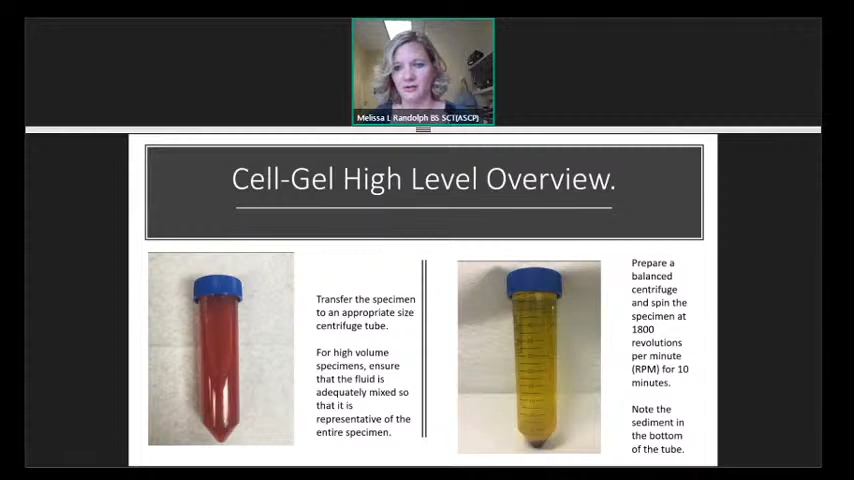 Melissa L Randolph BS SCT(ASCP)
Cell-Gel High Level Overview.
Transfer the specimen
to an appropriate size
centrifuge tube.
For high volume
specimens, ensure
that the fluid is
adequately mixed so
that it is
representative of the
entire specimen.
Prepare a
balanced
centrifuge
and spin the
specimen at
1800
revolutions
per minute
(RPM) for 10
minutes.
Note the
sediment in
the bottom
of the tube.